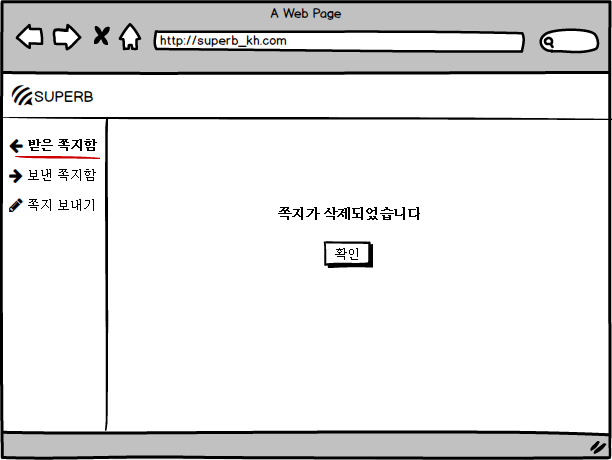 A Web Page
http://superb_kh.com
SUPERB
받은 쪽지함
보낸 쪽지함
쪽지 보내기
쪽지가 삭제되었습니다
확인